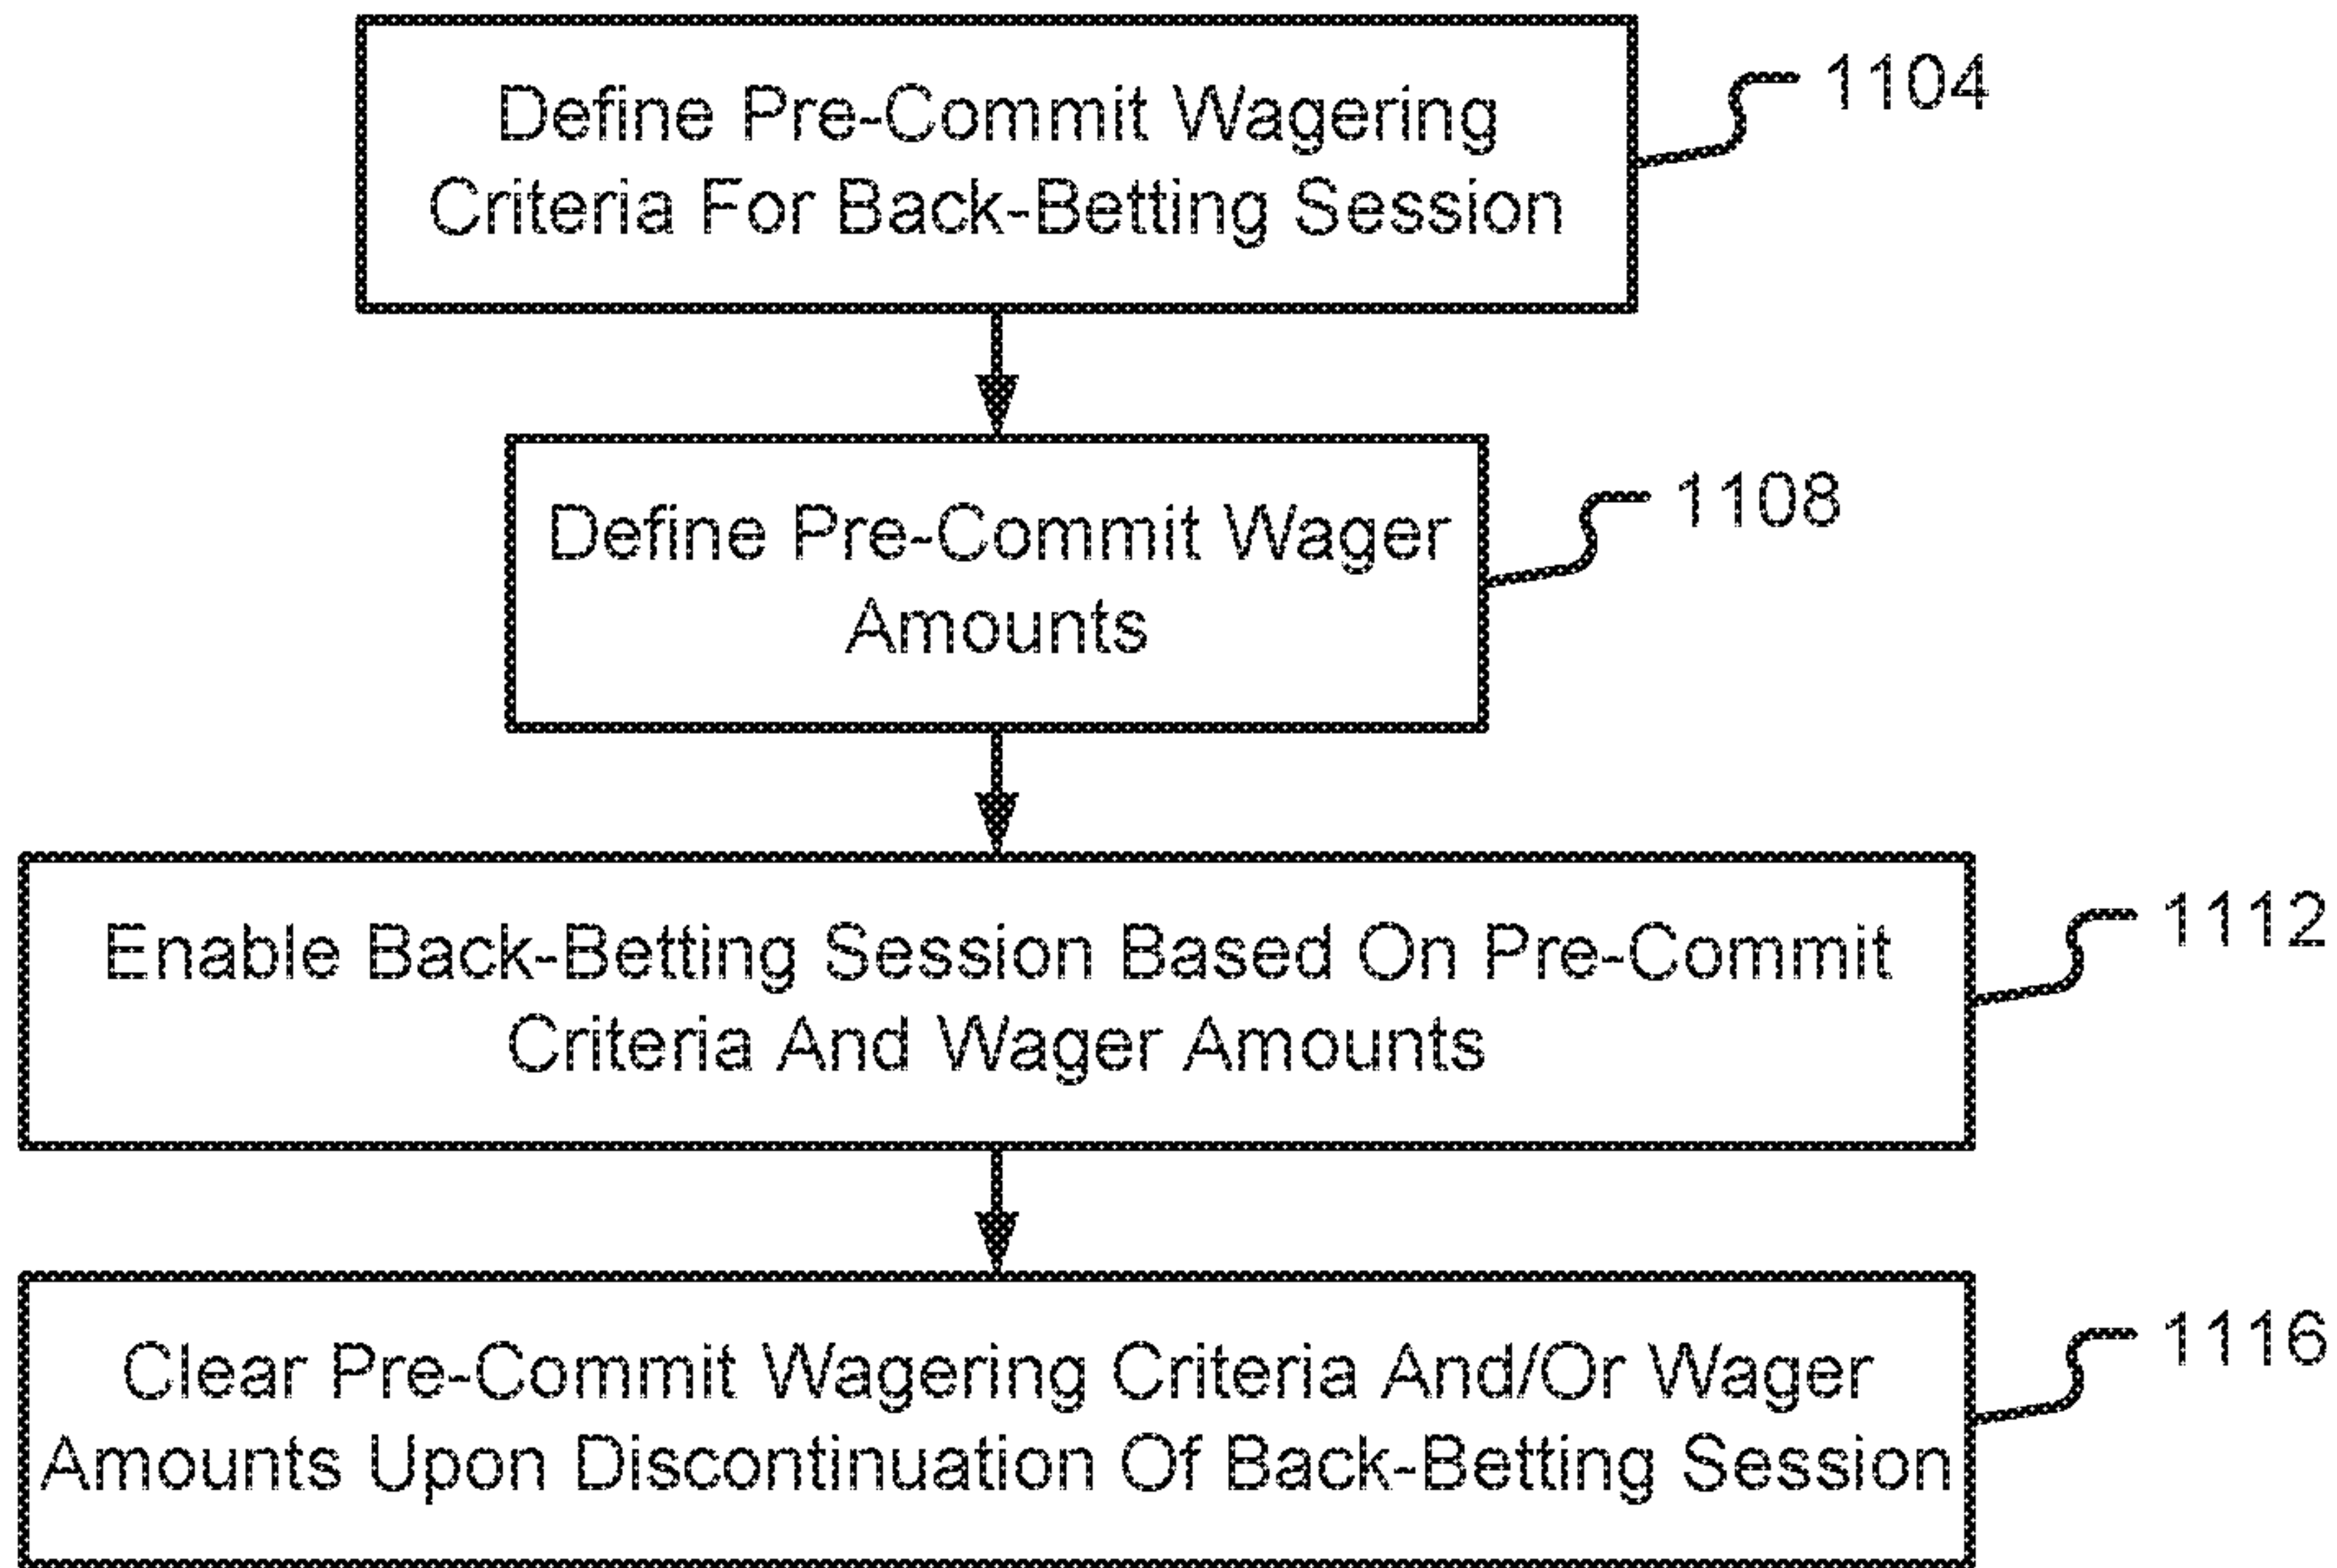 Define Pre-Commit Wagering
Criteria For Back-Betting Session
1104
Define Pre-Commit Wager
Amounts
1108
Enable Back-Betting Session Based On Pre-Commit
Criteria And Wager Amounts
1112
Clear Pre-Commit Wagering Criteria And/Or Wager
Amounts Upon Discontinuation Of Back-Betting Session
1116